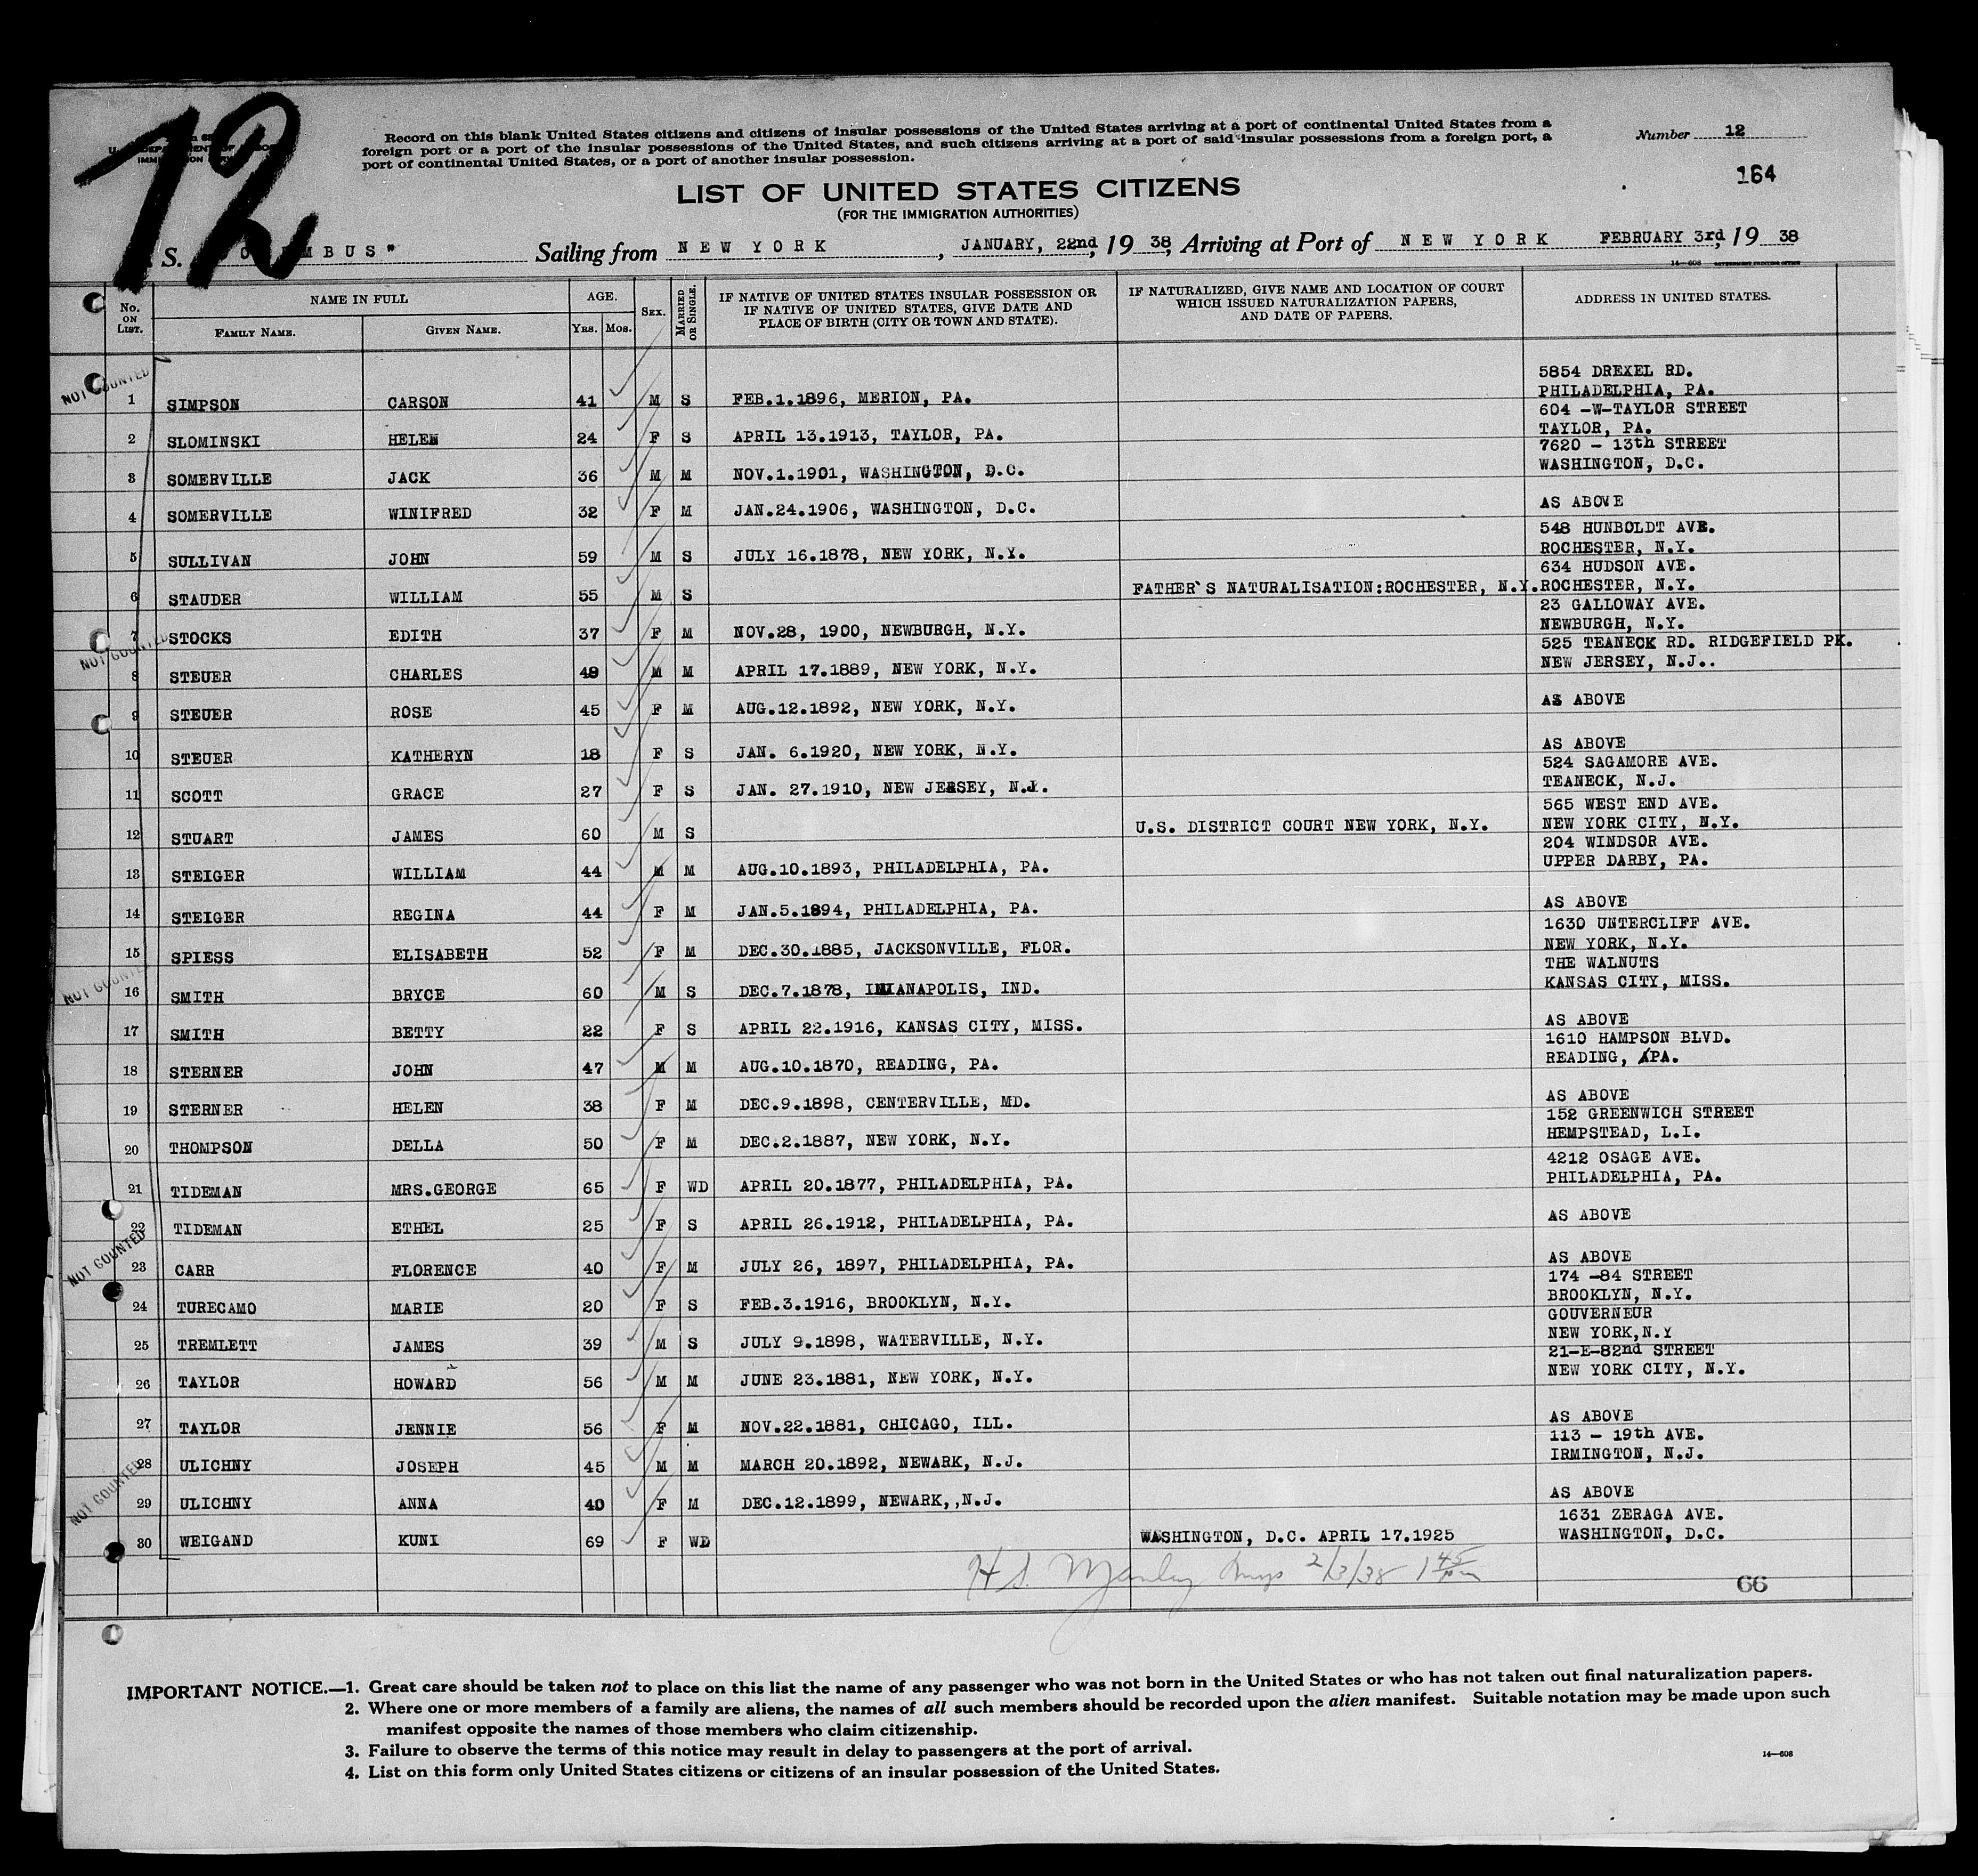 12
Record on this blank United States citizens and citizens of insular possessions of the United States arriving at a port of continental United States from a
foreign port or a port of the insular possessions of the United States, and such citizens arriving at a port of said insular possessions from a foreign port, a
port of continental United States, or a port of another insular possession.
Number 12
164
LIST OF UNITED STATES CITIZENS
(FOR THE IMMIGRATION AUTHORITIES)
S. MBUS" Sailing from NEW YORK, JANUARY, 22nd, 19 38, Arriving at Port of NEW YORK FEBRUARY 3rd, 19 38
14—608 GOVERNMENT PRINTING OFFICE
No. ON LIST. NAME IN FULL FAMILY NAME. GIVEN NAME. AGE. YRS. MOS. SEX. MARRIED OR SINGLE. IF NATIVE OF UNITED STATES INSULAR POSSESSION OR IF NATIVE OF UNITED STATES, GIVE DATE AND PLACE OF BIRTH (CITY OR TOWN AND STATE). IF NATURALIZED, GIVE NAME AND LOCATION OF COURT WHICH ISSUED NATURALIZATION PAPERS, AND DATE OF PAPERS. ADDRESS IN UNITED STATES.
NOT COUNTED
5854 DREXEL RD.
1 SIMPSON CARSON 41 M S FEB.1.1896, MERION, PA. PHILADELPHIA, PA.
604 -W-TAYLOR STREET
2 SLOMINSKI HELEN 24 F S APRIL 13.1913, TAYLOR, PA. TAYLOR, PA.
7620 - 13th STREET
3 SOMERVILLE JACK 36 M M NOV.1.1901, WASHINGTON, D.C. WASHINGTON, D.C.
4 SOMERVILLE WINIFRED 32 F M JAN.24.1906, WASHINGTON, D.C. AS ABOVE
548 HUNBOLDT AVE.
5 SULLIVAN JOHN 59 M S JULY 16.1878, NEW YORK, N.Y. ROCHESTER, N.Y.
634 HUDSON AVE.
6 STAUDER WILLIAM 55 M S FATHER`S NATURALISATION:ROCHESTER, N.Y. ROCHESTER, N.Y.
23 GALLOWAY AVE.
7 STOCKS EDITH 37 F M NOV.28, 1900, NEWBURGH, N.Y. NEWBURGH, N.Y.
NOT COUNTED
525 TEANECK RD. RIDGEFIELD PK.
8 STEUER CHARLES 49 M M APRIL 17.1889, NEW YORK, N.Y. NEW JERSEY, N.J..
9 STEUER ROSE 45 F M AUG.12.1892, NEW YORK, N.Y. AS ABOVE
10 STEUER KATHERYN 18 F S JAN. 6.1920, NEW YORK, N.Y. AS ABOVE
524 SAGAMORE AVE.
11 SCOTT GRACE 27 F S JAN. 27.1910, NEW JERSEY, N.J. TEANECK, N.J.
565 WEST END AVE.
12 STUART JAMES 60 M S U.S. DISTRICT COURT NEW YORK, N.Y. NEW YORK CITY, N.Y.
204 WINDSOR AVE.
13 STEIGER WILLIAM 44 M M AUG.10.1893, PHILADELPHIA, PA. UPPER DARBY, PA.
14 STEIGER REGINA 44 F M JAN.5.1894, PHILADELPHIA, PA. AS ABOVE
1630 UNTERCLIFF AVE.
15 SPIESS ELISABETH 52 F M DEC.30.1885, JACKSONVILLE, FLOR. NEW YORK, N.Y.
NOT COUNTED
THE WALNUTS
16 SMITH BRYCE 60 M S DEC.7.1878, INDIANAPOLIS, IND. KANSAS CITY, MISS.
17 SMITH BETTY 22 F S APRIL 22.1916, KANSAS CITY, MISS. AS ABOVE
1610 HAMPSON BLVD.
18 STERNER JOHN 47 M M AUG.10.1870, READING, PA. READING, PA.
19 STERNER HELEN 38 F M DEC.9.1898, CENTERVILLE, MD. AS ABOVE
152 GREENWICH STREET
20 THOMPSON DELLA 50 F M DEC.2.1887, NEW YORK, N.Y. HEMPSTEAD, L.I.
4212 OSAGE AVE.
21 TIDEMAN MRS.GEORGE 65 F WD APRIL 20.1877, PHILADELPHIA, PA. PHILADELPHIA, PA.
22 TIDEMAN ETHEL 25 F S APRIL 26.1912, PHILADELPHIA, PA. AS ABOVE
NOT COUNTED
23 CARR FLORENCE 40 F M JULY 26, 1897, PHILADELPHIA, PA. AS ABOVE
174 -84 STREET
24 TURECAMO MARIE 20 F S FEB.3.1916, BROOKLYN, N.Y. BROOKLYN, N.Y.
GOUVERNEUR
25 TREMLETT JAMES 39 M S JULY 9.1898, WATERVILLE, N.Y. NEW YORK,N.Y
21-E-82nd STREET
26 TAYLOR HOWARD 56 M M JUNE 23.1881, NEW YORK, N.Y. NEW YORK CITY, N.Y.
27 TAYLOR JENNIE 56 F M NOV.22.1881, CHICAGO, ILL. AS ABOVE
113 - 19th AVE.
28 ULICHNY JOSEPH 45 M M MARCH 20.1892, NEWARK, N.J. IRMINGTON, N.J.
NOT COUNTED
29 ULICHNY ANNA 40 F M DEC.12.1899, NEWARK,,N.J. AS ABOVE
1631 ZERAGA AVE.
30 WEIGAND KUNI 69 F WD WASHINGTON, D.C. APRIL 17.1925 WASHINGTON, D.C.
H.S. Manley 2/3/38 1 45 pm
66
IMPORTANT NOTICE.—1. Great care should be taken not to place on this list the name of any passenger who was not born in the United States or who has not taken out final naturalization papers.
2. Where one or more members of a family are aliens, the names of all such members should be recorded upon the alien manifest. Suitable notation may be made upon such
manifest opposite the names of those members who claim citizenship.
3. Failure to observe the terms of this notice may result in delay to passengers at the port of arrival.
4. List on this form only United States citizens or citizens of an insular possession of the United States.
14—608